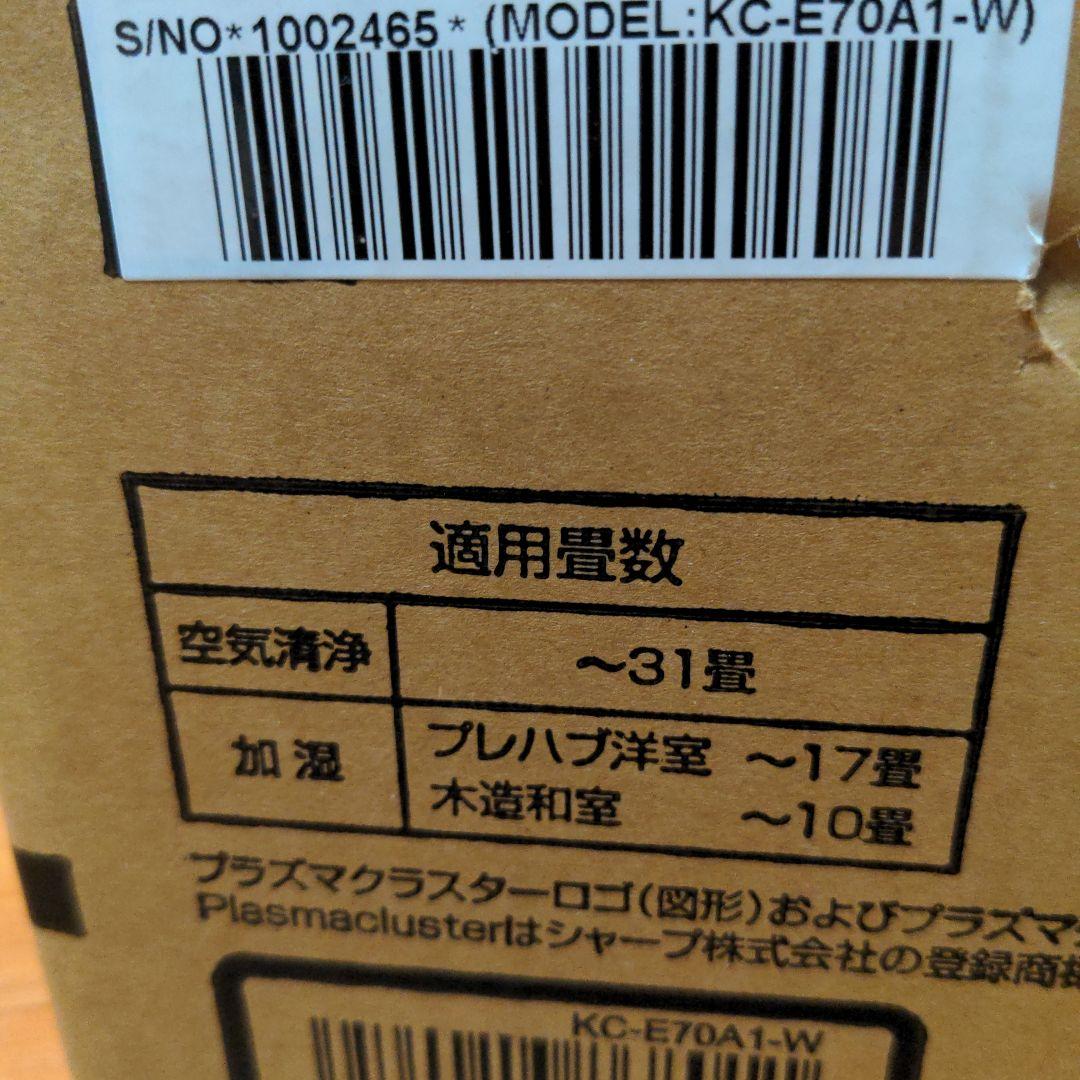 S/NO*1002465* (MODEL:KC-E70A1-W)
適用畳数
空気清浄 ～31畳
加湿 プレハブ洋室 ～17畳
木造和室 ～10畳
プラズマクラスターロゴ(図形)およびプラズマ
Plasmaclusterはシャープ株式会社の登録商標
KC-E70A1-W